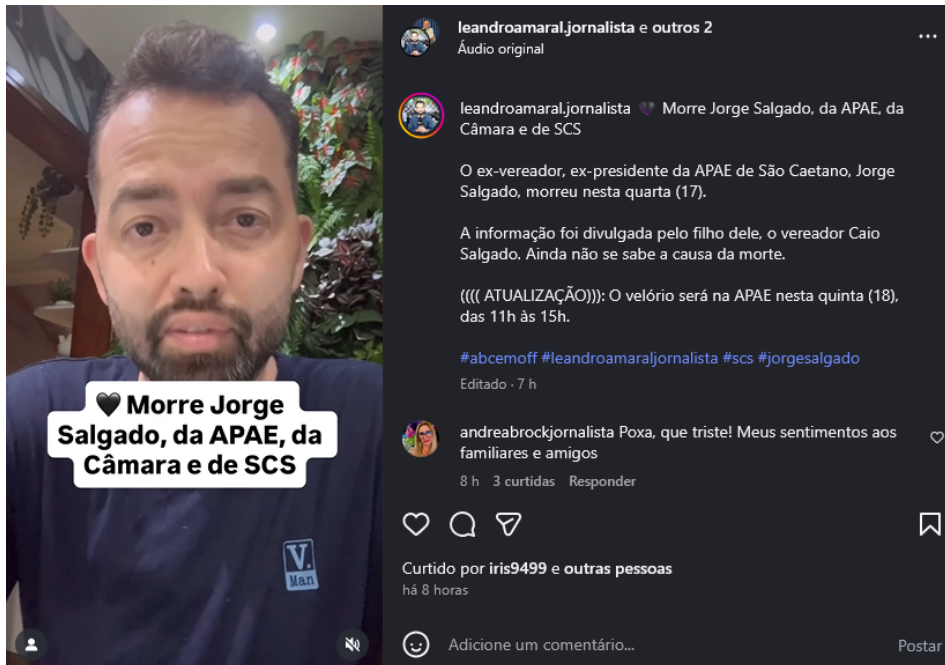 leandroamaral.jornalista e outros 2
Áudio original
leandroamaral.jornalista 🖤 Morre Jorge Salgado, da APAE, da
Câmara e de SCS
O ex-vereador, ex-presidente da APAE de São Caetano, Jorge
Salgado, morreu nesta quarta (17).
A informação foi divulgada pelo filho dele, o vereador Caio
Salgado. Ainda não se sabe a causa da morte.
(((( ATUALIZAÇÃO))): O velório será na APAE nesta quinta (18),
das 11h às 15h.
#abcemoff #leandroamaraljornalista #scs #jorgesalgado
Editado · 7 h
andreabrockjornalista Poxa, que triste! Meus sentimentos aos
familiares e amigos
8 h 3 curtidas Responder
Curtido por iris9499 e outras pessoas
há 8 horas
Adicione um comentário...
Postar
🖤 Morre Jorge
Salgado, da APAE, da
Câmara e de SCS
V.
Man